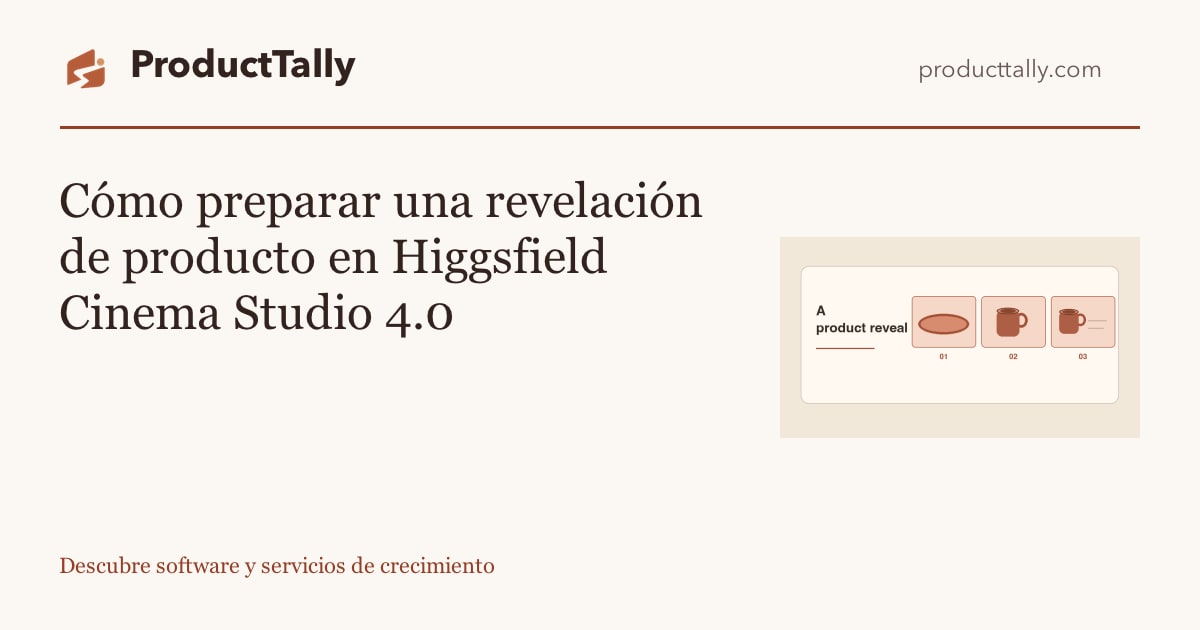 ProductTally
producttally.com
Cómo preparar una revelación
de producto en Higgsfield
Cinema Studio 4.0
A
product reveal
01
02
03
Descubre software y servicios de crecimiento